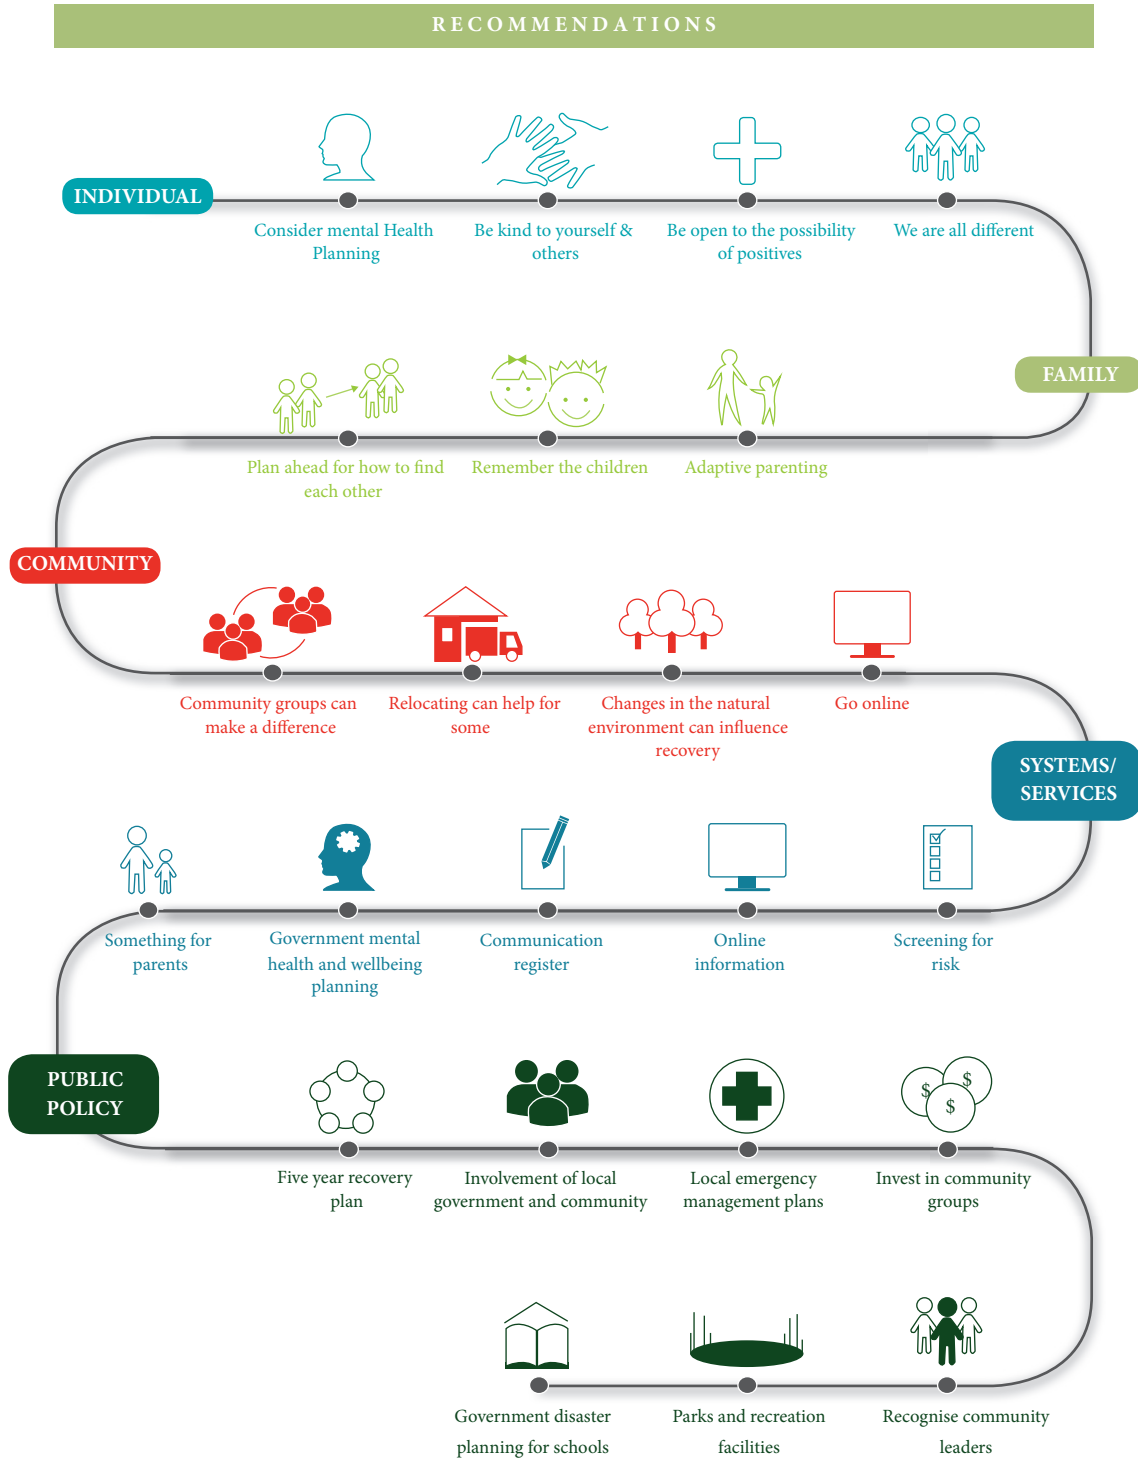 RECOMMENDATIONS
INDIVIDUAL
Consider mental Health
Planning
Be kind to yourself &
others
Be open to the possibility
of positives
We are all different
FAMILY
Plan ahead for how to find
each other
Remember the children
Adaptive parenting
COMMUNITY
Community groups can
make a difference
Relocating can help for
some
Changes in the natural
environment can influence
recovery
Go online
SYSTEMS/
SERVICES
Something for
parents
Government mental
health and wellbeing
planning
Communication
register
Online
information
Screening for
risk
PUBLIC
POLICY
$
$
$
Five year recovery
plan
Involvement of local
government and community
Local emergency
management plans
Invest in community
groups
Government disaster
planning for schools
Parks and recreation
facilities
Recognise community
leaders